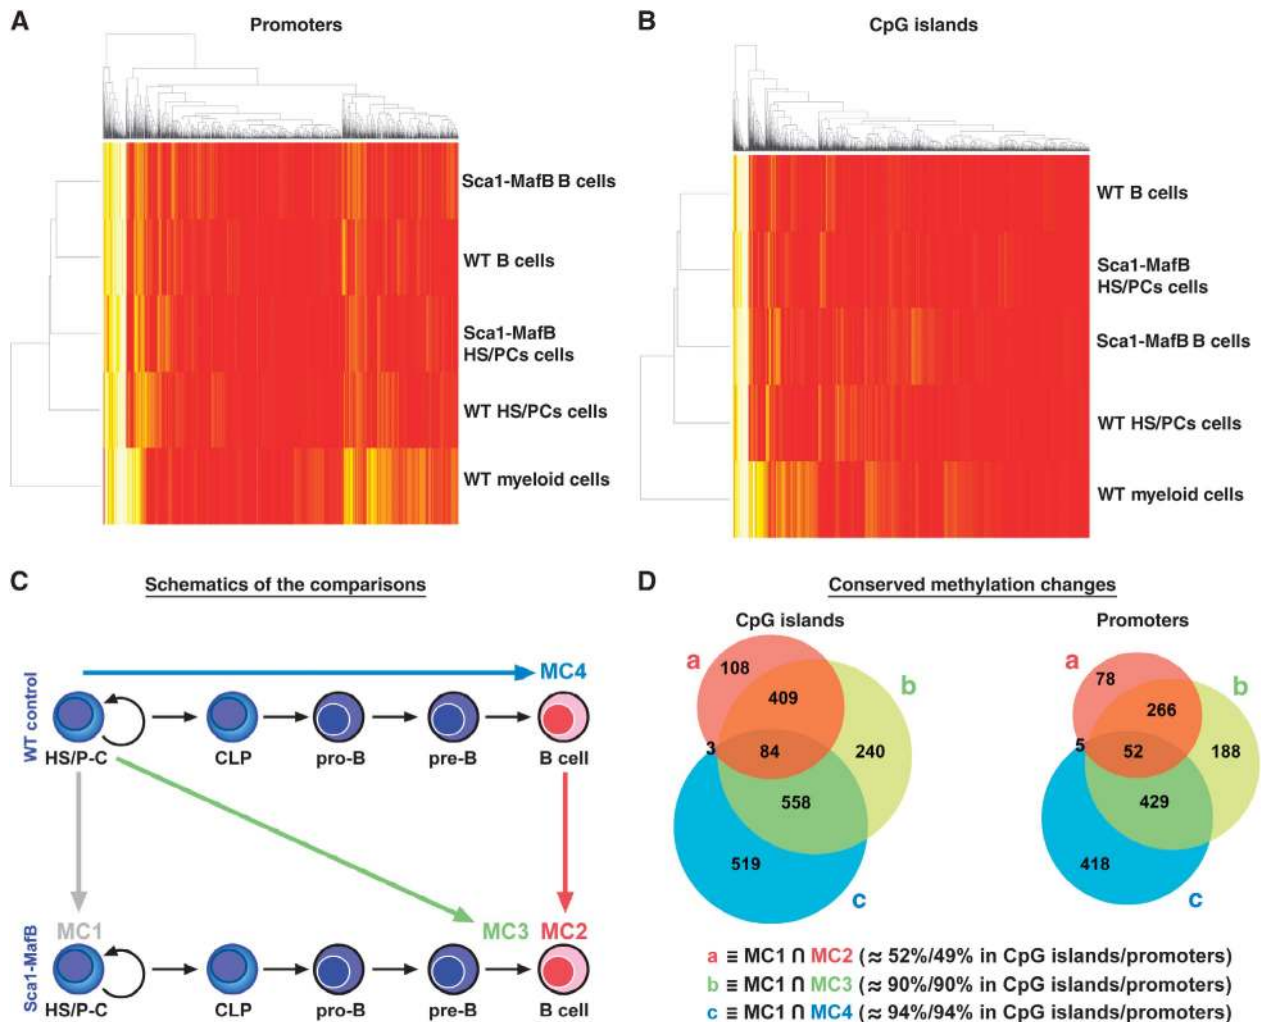 A
Promoters
Sca1-MafB B cells
WT B cells
Sca1-MafB
HS/PCs cells
WT HS/PCs cells
WT myeloid cells
B
CpG islands
WT B cells
Sca1-MafB
HS/PCs cells
Sca1-MafB B cells
WT HS/PCs cells
WT myeloid cells
C
Schematics of the comparisons
MC4
WT control
HS/P-C
CLP
pro-B
pre-B
B cell
MC1
MC3
MC2
Sca1-MafB
HS/P-C
CLP
pro-B
pre-B
B cell
D
Conserved methylation changes
CpG islands
a
108
409
b
3
84
240
558
519
c
Promoters
a
78
266
b
5
52
188
429
418
c
a ≡ MC1 ∩ MC2 (≈ 52%/49% in CpG islands/promoters)
b ≡ MC1 ∩ MC3 (≈ 90%/90% in CpG islands/promoters)
c ≡ MC1 ∩ MC4 (≈ 94%/94% in CpG islands/promoters)